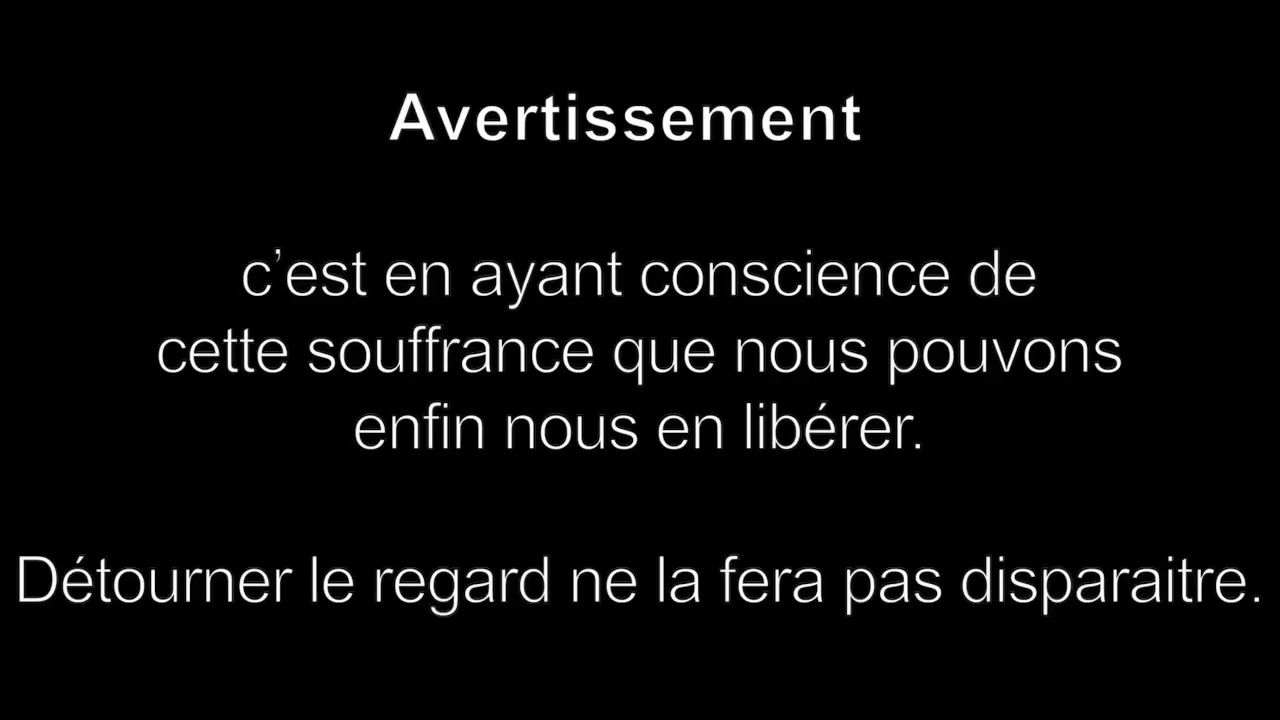 Avertissement
c’est en ayant conscience de
cette souffrance que nous pouvons
enfin nous en libérer.
Détourner le regard ne la fera pas disparaitre.